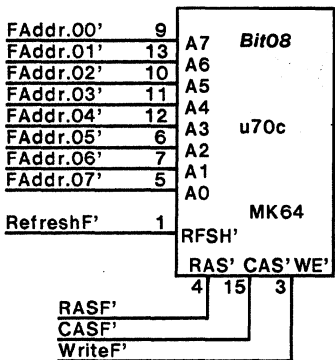 FAddr.00' 9 A7 Bit08
FAddr.01' 13 A6
FAddr.02' 10 A5
FAddr.03' 11 A4
FAddr.04' 12 A3 u70c
FAddr.05' 6 A2
FAddr.06' 7 A1
FAddr.07' 5 A0
MK64
RefreshF' 1 RFSH'
RAS' CAS' WE'
4 15 3
RASF'
CASF'
WriteF'